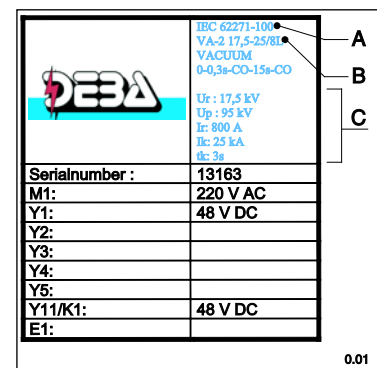 IEC 62271-100
A
VA-2 17,5-25/8L
VACUUM
B
0-0,3s-CO-15s-CO
DEBA
Ur : 17,5 kV
Up : 95 kV
C
Ir: 800 A
Ik: 25 kA
tk: 3s
Serialnumber : 13163
M1: 220 V AC
Y1: 48 V DC
Y2:
Y3:
Y4:
Y5:
Y11/K1: 48 V DC
E1:
0.01